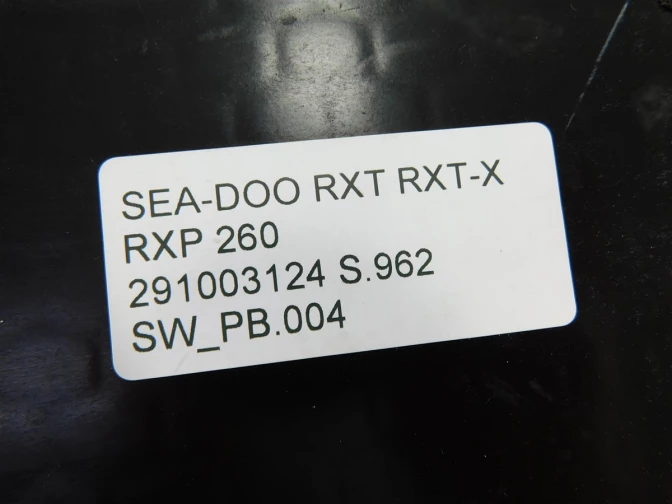 SEA-DOO RXT RXT-X
RXP 260
291003124 S.962
SW_PB.004